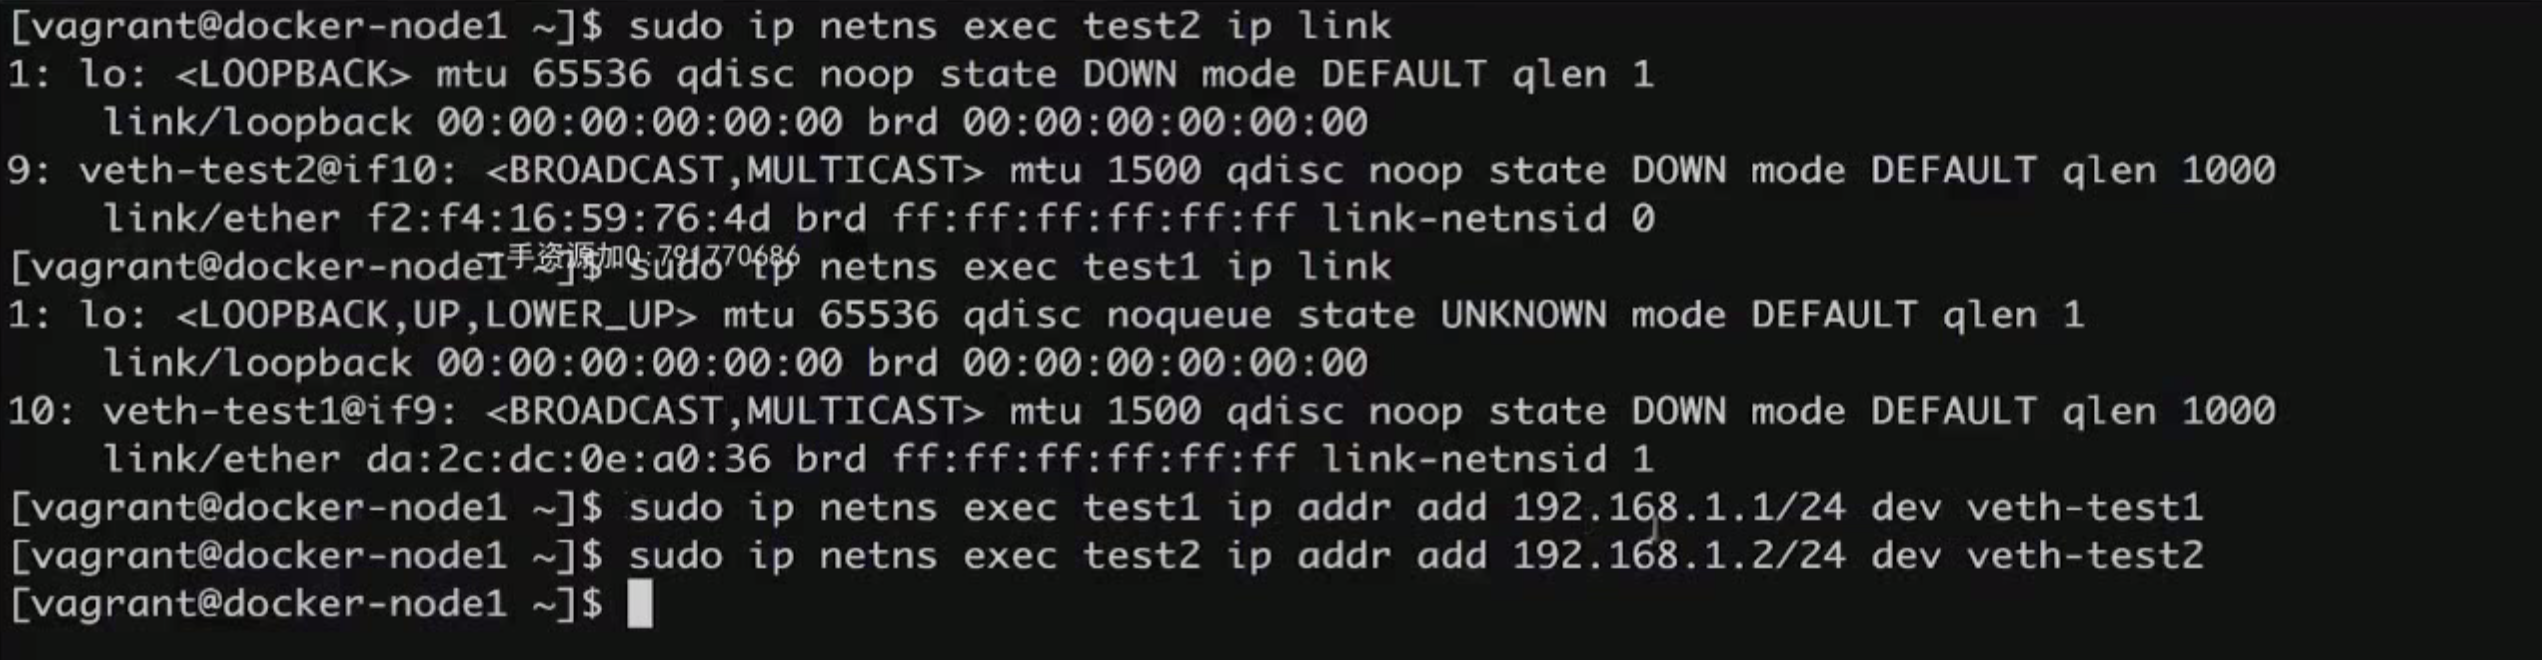 [vagrant@docker-node1 ~]$ sudo ip netns exec test2 ip link
1: lo: <LOOPBACK> mtu 65536 qdisc noop state DOWN mode DEFAULT qlen 1
    link/loopback 00:00:00:00:00:00 brd 00:00:00:00:00:00
9: veth-test2@if10: <BROADCAST,MULTICAST> mtu 1500 qdisc noop state DOWN mode DEFAULT qlen 1000
    link/ether f2:f4:16:59:76:4d brd ff:ff:ff:ff:ff:ff link-netnsid 0
一手资源加Q:791770686
[vagrant@docker-node1 ~]$ sudo ip netns exec test1 ip link
1: lo: <LOOPBACK,UP,LOWER_UP> mtu 65536 qdisc noqueue state UNKNOWN mode DEFAULT qlen 1
    link/loopback 00:00:00:00:00:00 brd 00:00:00:00:00:00
10: veth-test1@if9: <BROADCAST,MULTICAST> mtu 1500 qdisc noop state DOWN mode DEFAULT qlen 1000
    link/ether da:2c:dc:0e:a0:36 brd ff:ff:ff:ff:ff:ff link-netnsid 1
[vagrant@docker-node1 ~]$ sudo ip netns exec test1 ip addr add 192.168.1.1/24 dev veth-test1
[vagrant@docker-node1 ~]$ sudo ip netns exec test2 ip addr add 192.168.1.2/24 dev veth-test2
[vagrant@docker-node1 ~]$